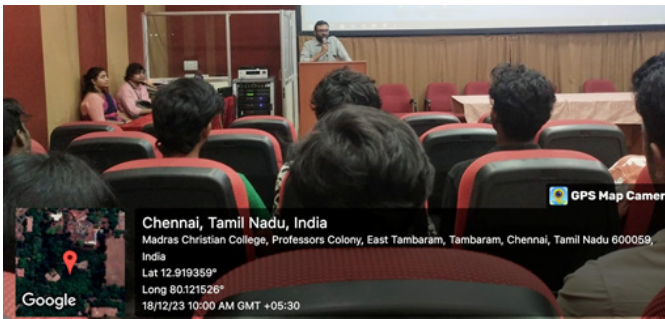 GPS Map Camer
Chennai, Tamil Nadu, India
Madras Christian College, Professors Colony, East Tambaram, Tambaram, Chennai, Tamil Nadu 600059,
India
Lat 12.919359°
Long 80.121526°
18/12/23 10:00 AM GMT +05:30
Google